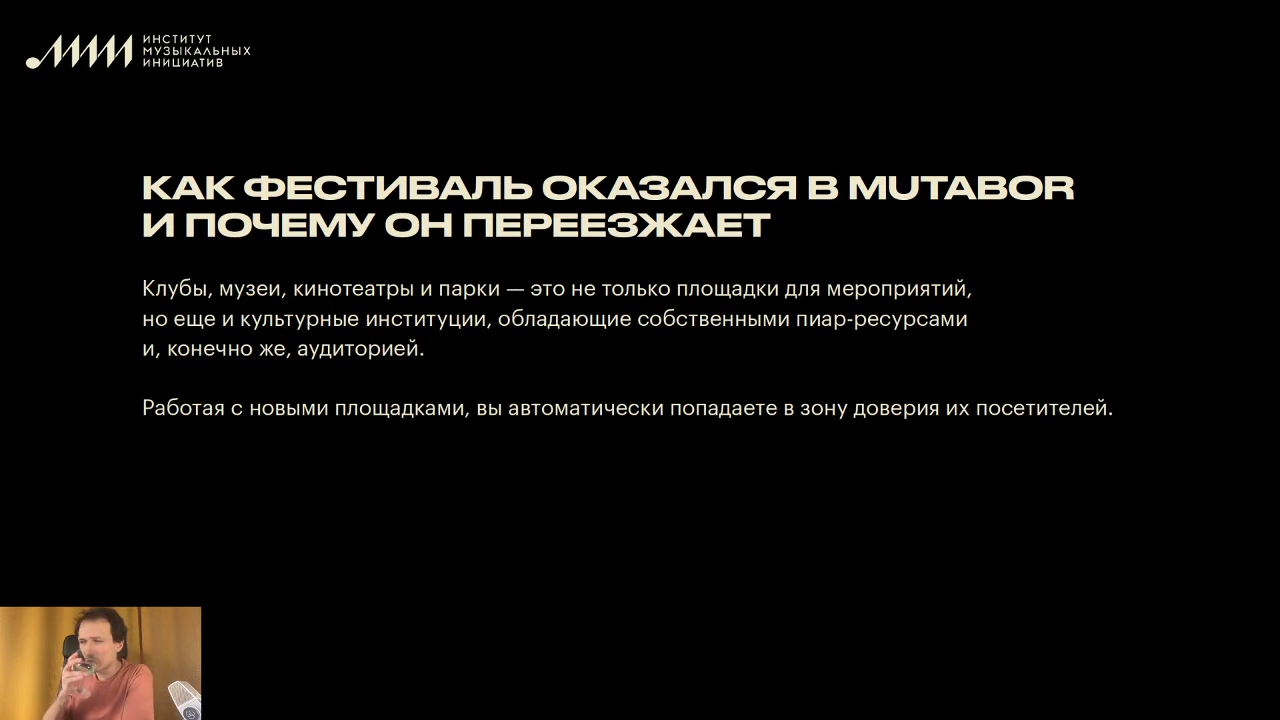 ИНСТИТУТ
МУЗЫКАЛЬНЫХ
ИНИЦИАТИВ
КАК ФЕСТИВАЛЬ ОКАЗАЛСЯ В MUTABOR
И ПОЧЕМУ ОН ПЕРЕЕЗЖАЕТ
Клубы, музеи, кинотеатры и парки — это не только площадки для мероприятий,
но еще и культурные институции, обладающие собственными пиар-ресурсами
и, конечно же, аудиторией.
Работая с новыми площадками, вы автоматически попадаете в зону доверия их посетителей.